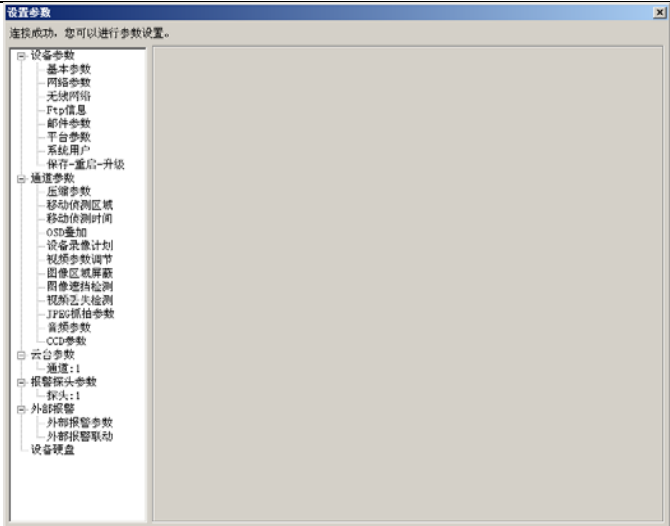 设置参数
连接成功，您可以进行参数设置。
设备参数
基本参数
网络参数
无线网络
Ftp信息
邮件参数
平台参数
系统用户
保存-重启-升级
通道参数
压缩参数
移动侦测区域
移动侦测时间
OSD叠加
设备录像计划
视频参数调节
图像区域屏蔽
图像遮挡检测
视频丢失检测
JPEG抓拍参数
音频参数
CCD参数
云台参数
通道:1
报警探头参数
探头:1
外部报警
外部报警参数
外部报警联动
设备硬盘